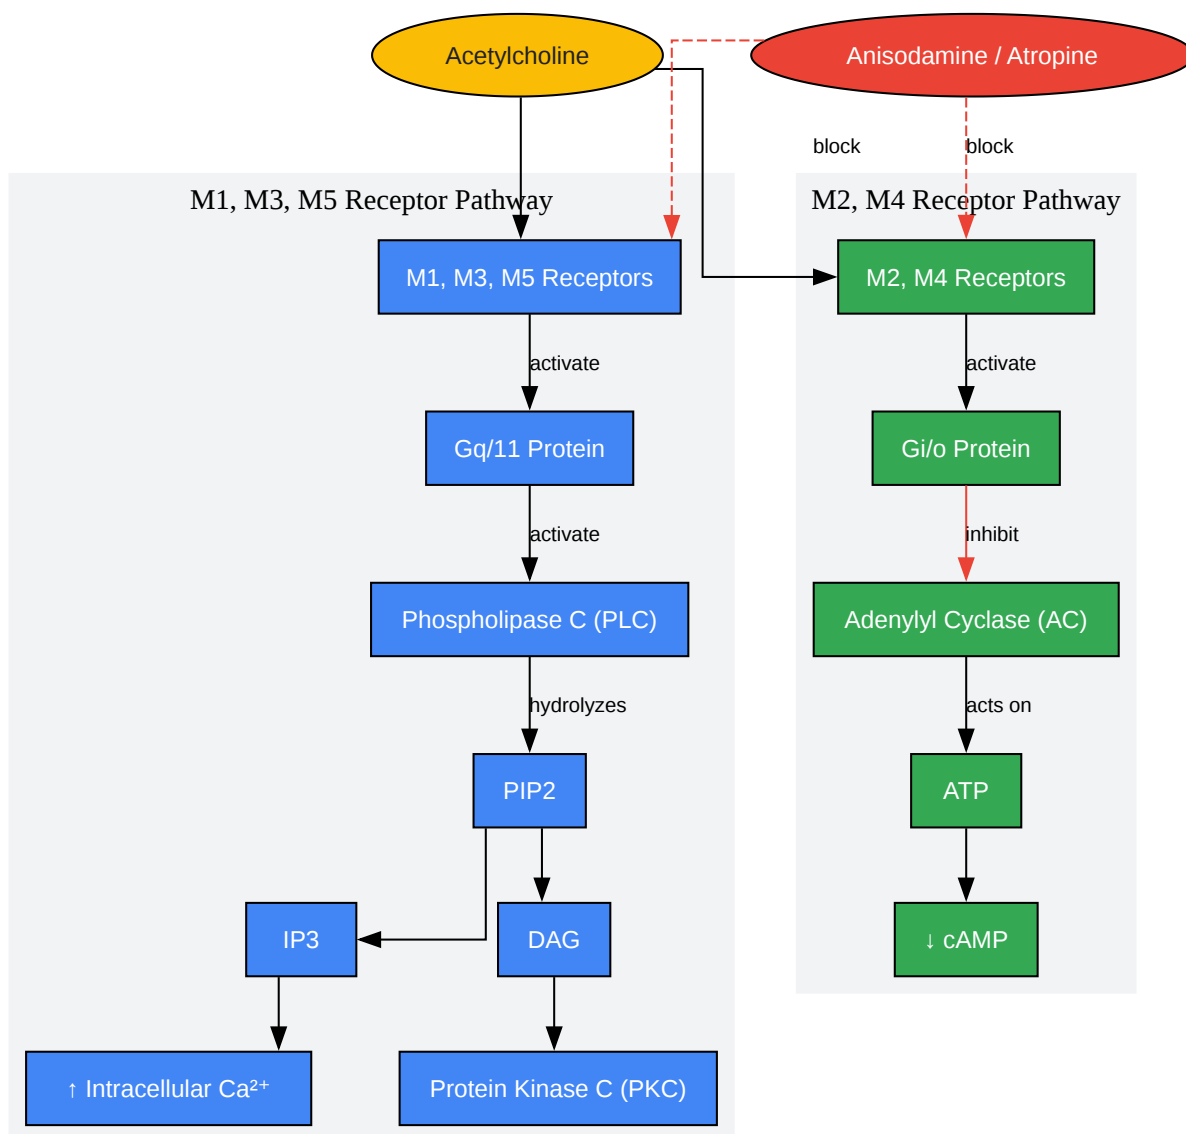 Acetylcholine
Anisodamine / Atropine
block
block
M1, M3, M5 Receptor Pathway
M2, M4 Receptor Pathway
M1, M3, M5 Receptors
M2, M4 Receptors
activate
activate
Gq/11 Protein
Gi/o Protein
activate
inhibit
Phospholipase C (PLC)
Adenylyl Cyclase (AC)
hydrolyzes
acts on
PIP2
ATP
IP3
DAG
↓ cAMP
↑ Intracellular Ca²⁺
Protein Kinase C (PKC)